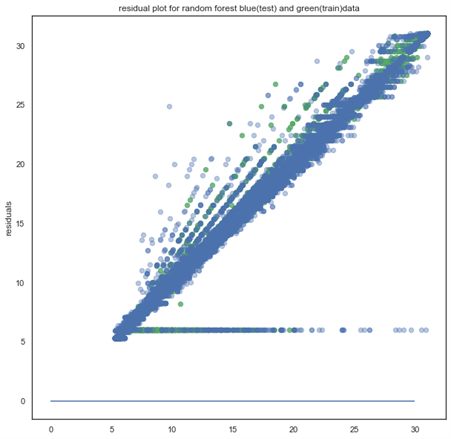 residual plot for random forest blue(test) and green(train)data
residuals
30
25
20
15
10
5
0
0 5 10 15 20 25 30